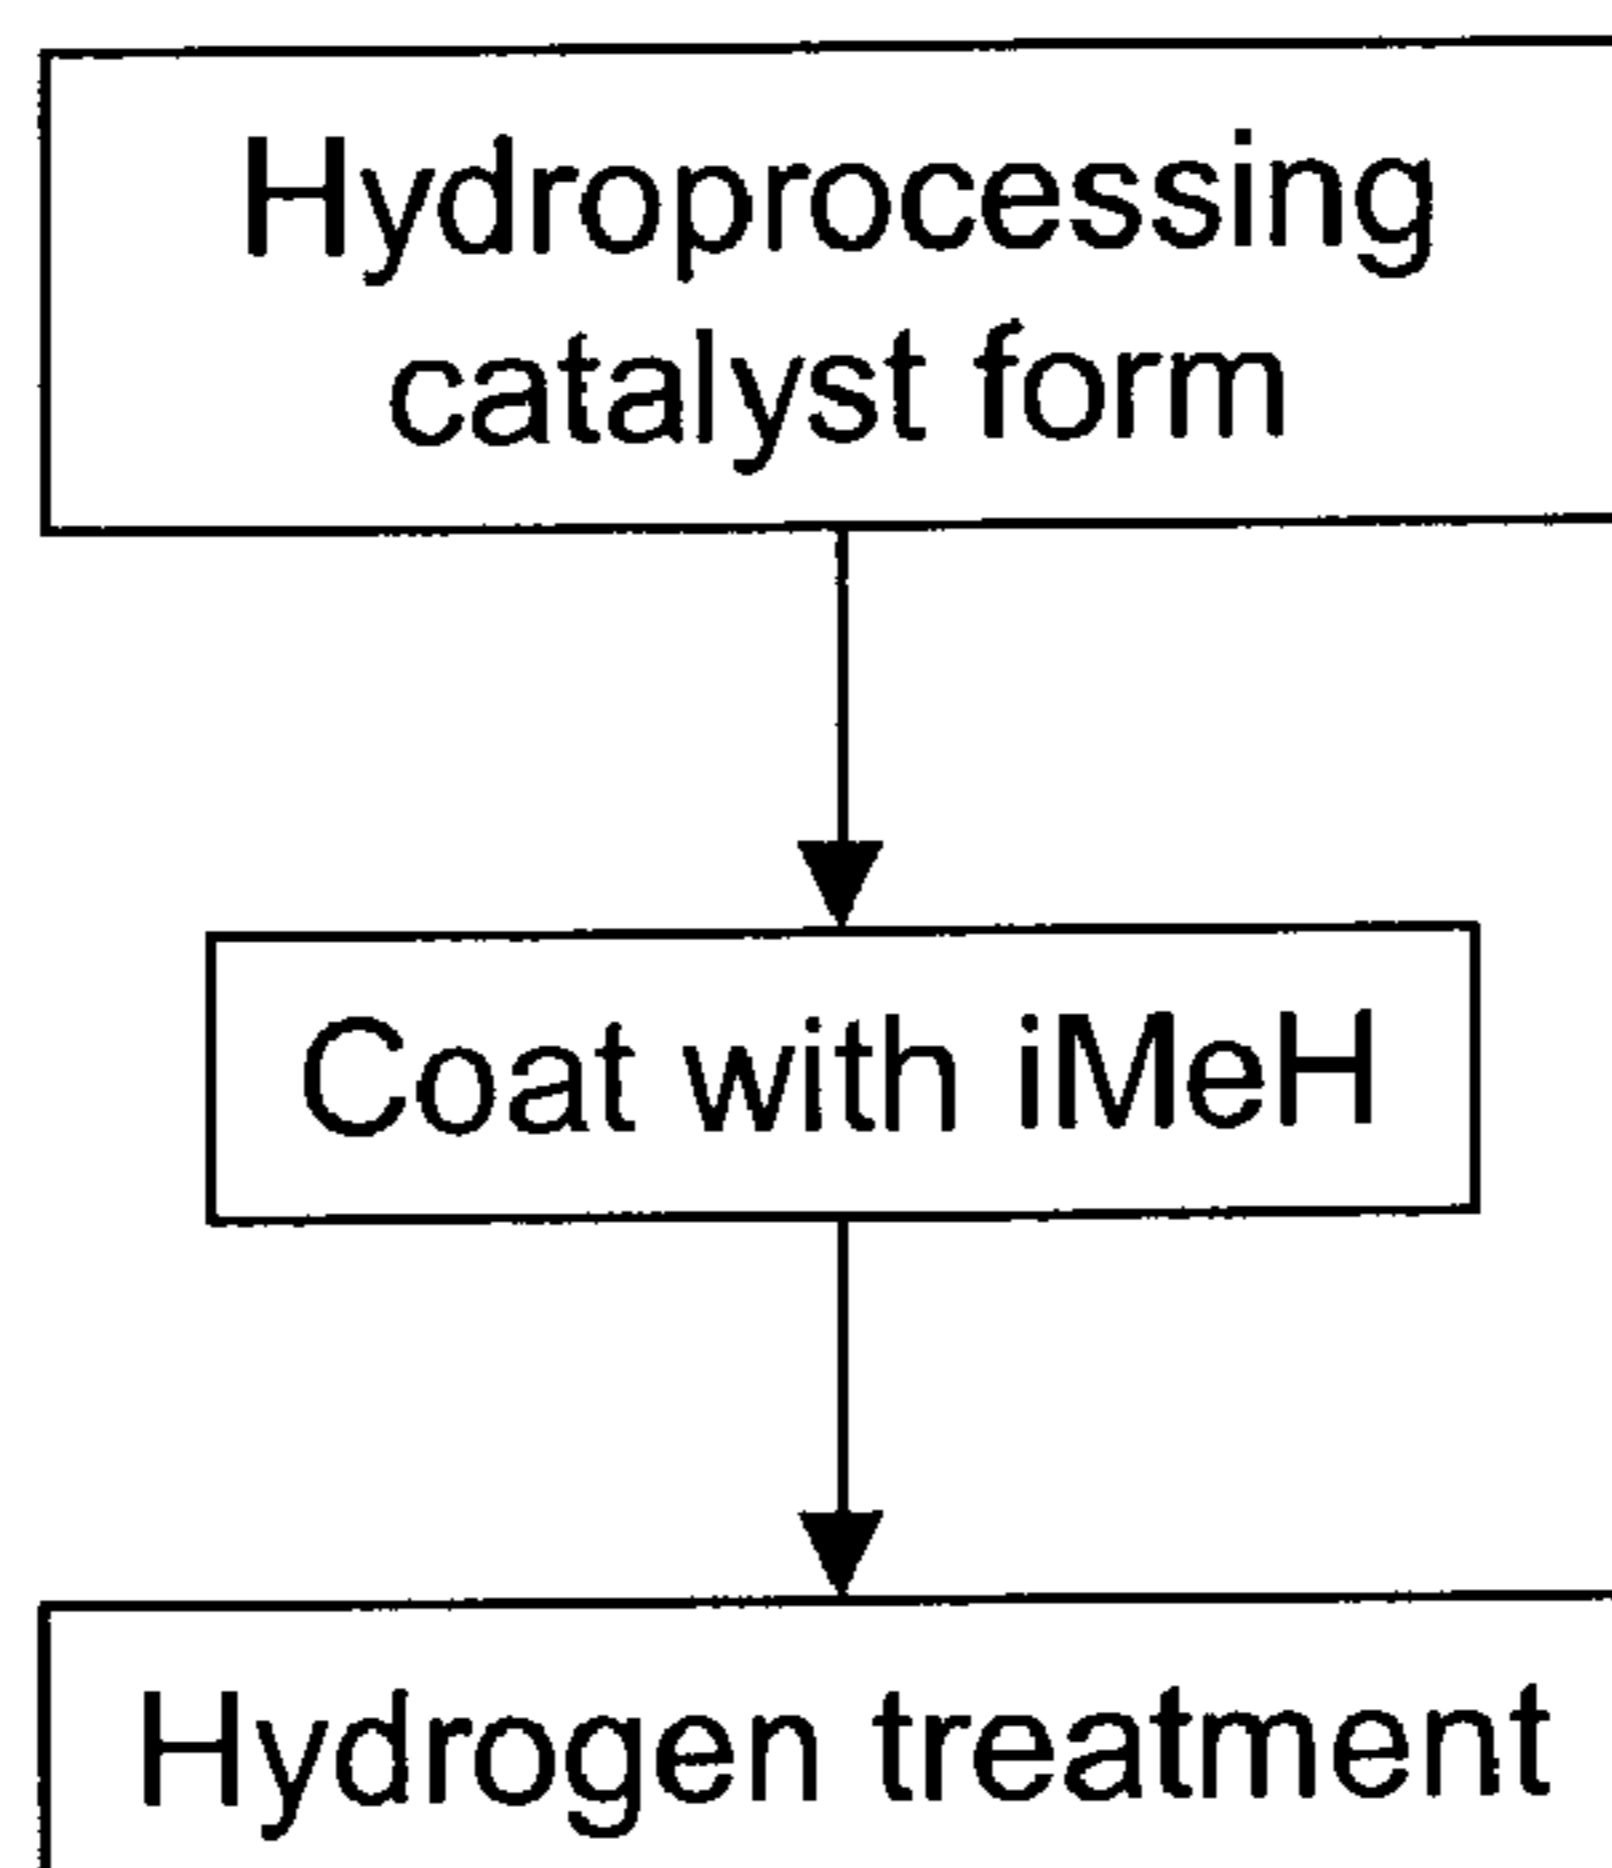 Hydroprocessing
catalyst form
Coat with iMeH
Hydrogen treatment